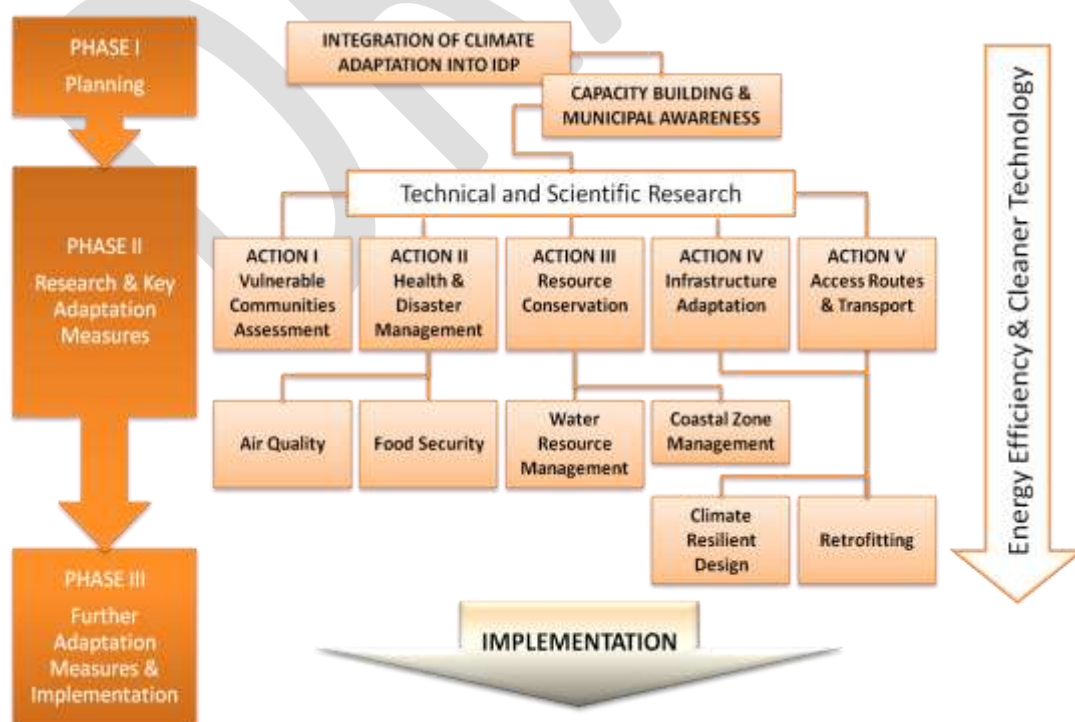 PHASE I
Planning
INTEGRATION OF CLIMATE
ADAPTATION INTO IDP
CAPACITY BUILDING &
MUNICIPAL AWARENESS
PHASE II
Research & Key
Adaptation
Measures
Technical and Scientific Research
ACTION I
Vulnerable
Communities
Assessment
ACTION II
Health &
Disaster
Management
ACTION III
Resource
Conservation
ACTION IV
Infrastructure
Adaptation
ACTION V
Access Routes
& Transport
Air Quality
Food Security
Water
Resource
Management
Coastal Zone
Management
Climate
Resilient
Design
Retrofitting
PHASE III
Further
Adaptation
Measures &
Implementation
IMPLEMENTATION
Energy Efficiency & Cleaner Technology